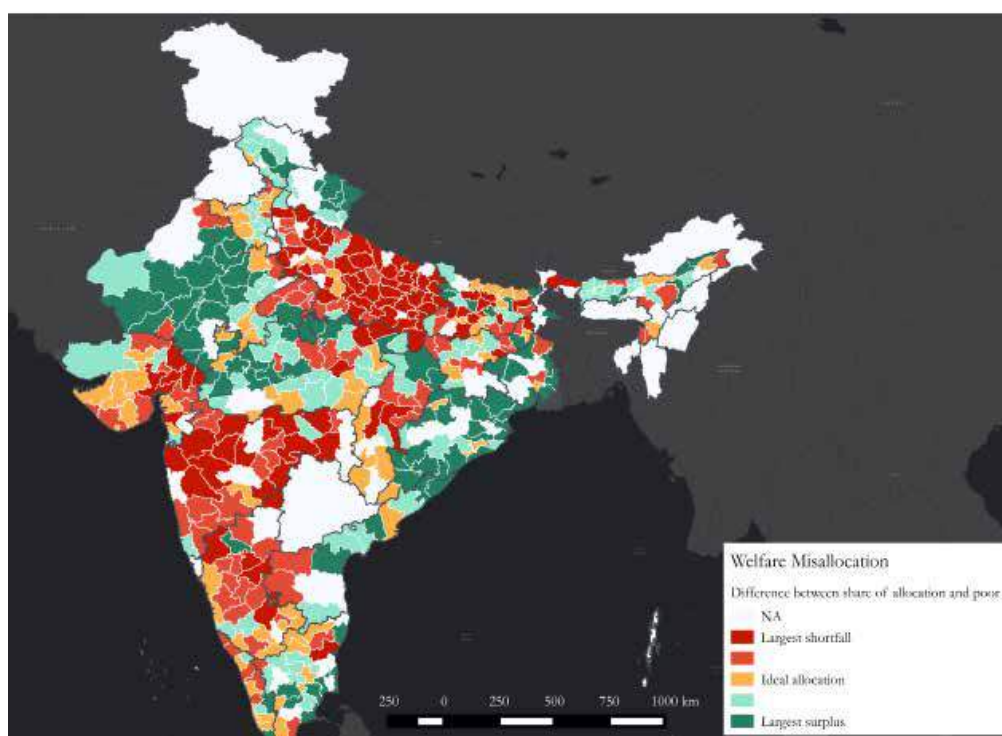 Welfare Misallocation
Difference between share of allocation and poor
NA
Largest shortfall
Ideal allocation
Largest surplus
250 0 250 500 750 1000 km